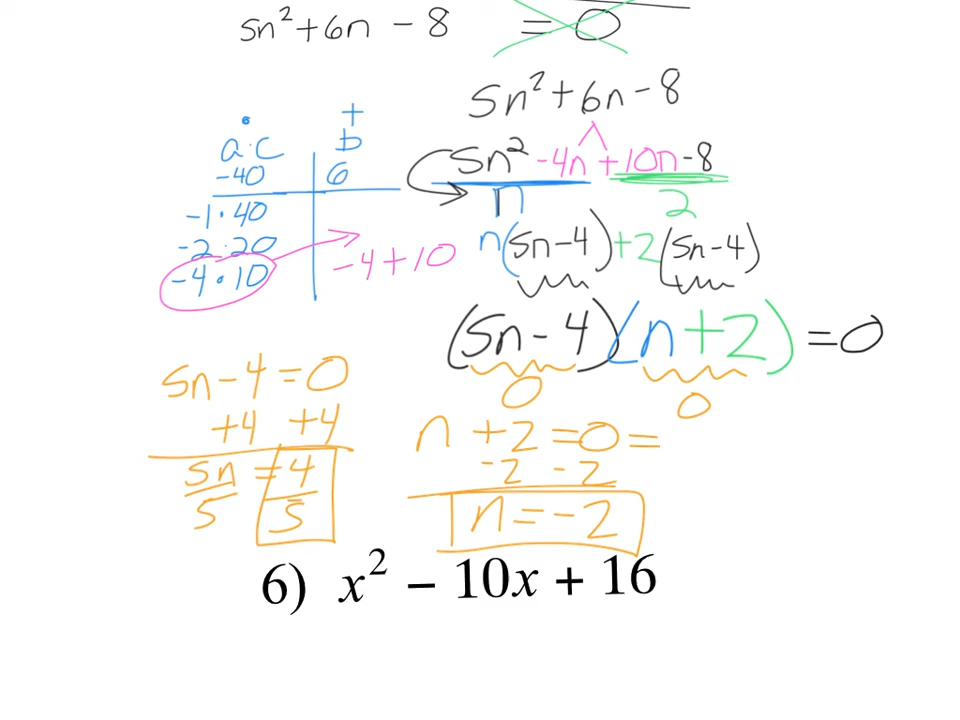 5n²+6n - 8 = 0
5n²+6n-8
a·c + b
-40 6
5n² -4n +10n -8
n 2
-1·40
-2·20
-4·10
-4+10
n(5n-4)+2(5n-4)
(5n-4)(n+2)=0
0 0
5n-4=0
+4 +4
5n =4
5 5
n +2=0=
-2 -2
n=-2
6) x² – 10x + 16